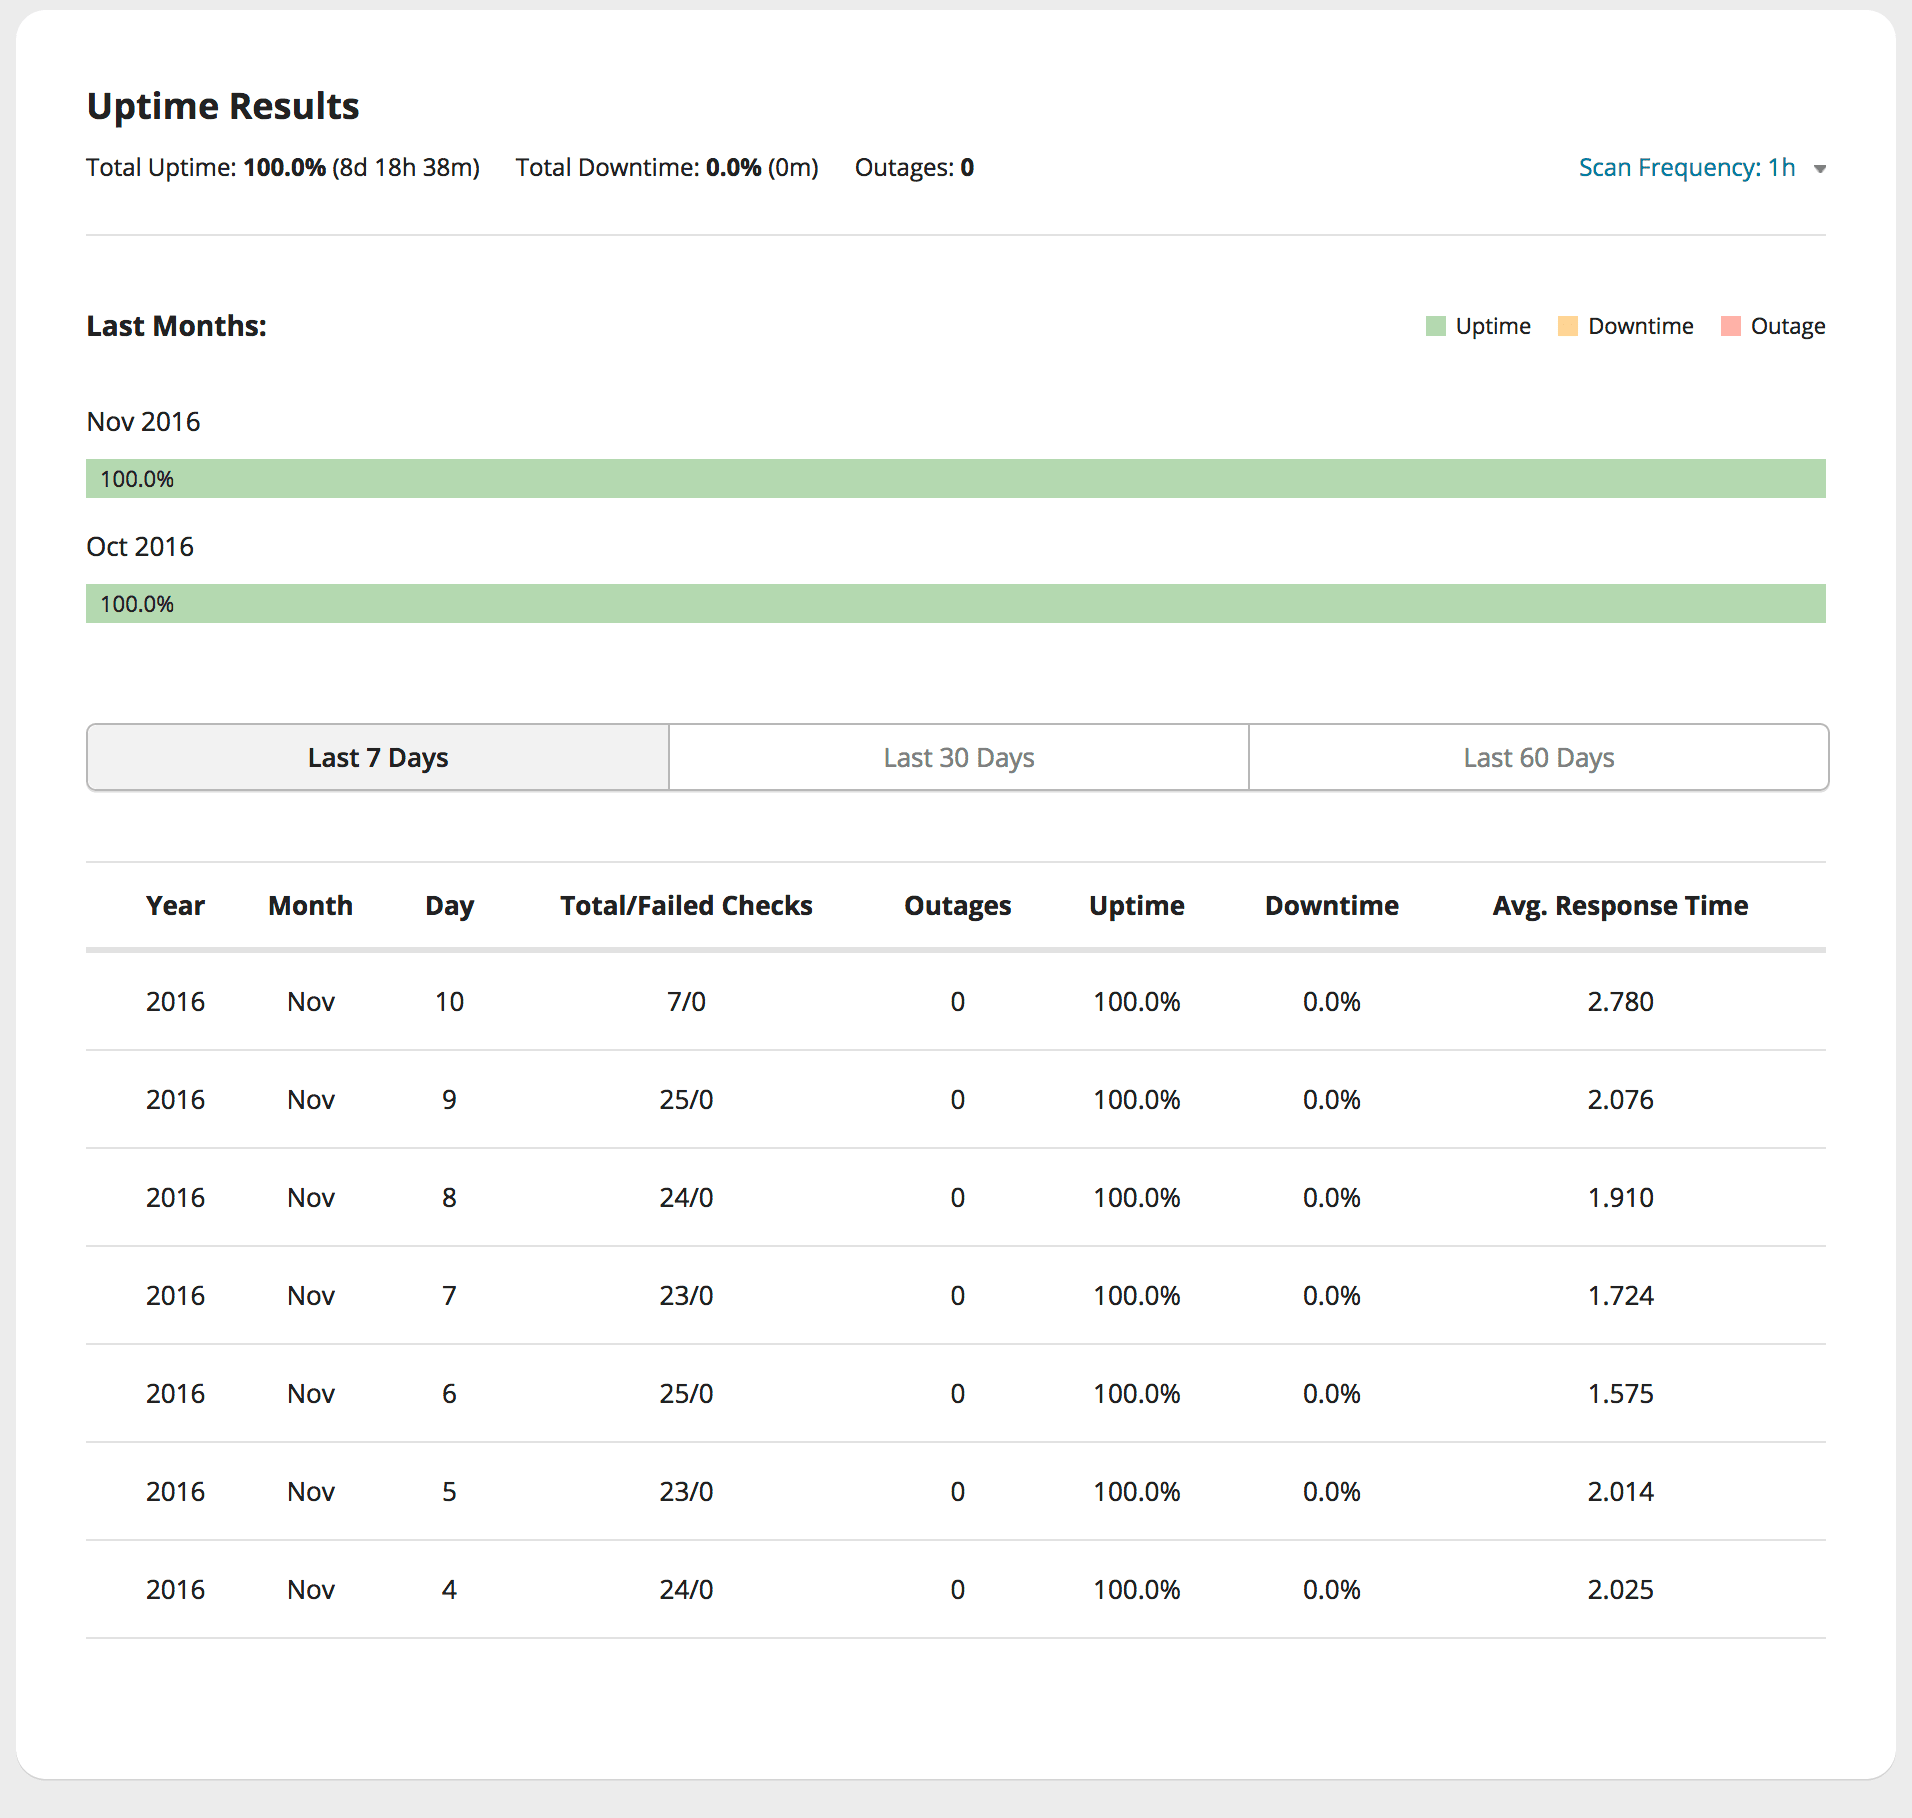 Uptime Results
Total Uptime: 100.0% (8d 18h 38m) Total Downtime: 0.0% (0m) Outages: 0 Scan Frequency: 1h
Last Months: Uptime Downtime Outage
Nov 2016
100.0%
Oct 2016
100.0%
Last 7 Days Last 30 Days Last 60 Days
Year Month Day Total/Failed Checks Outages Uptime Downtime Avg. Response Time
2016 Nov 10 7/0 0 100.0% 0.0% 2.780
2016 Nov 9 25/0 0 100.0% 0.0% 2.076
2016 Nov 8 24/0 0 100.0% 0.0% 1.910
2016 Nov 7 23/0 0 100.0% 0.0% 1.724
2016 Nov 6 25/0 0 100.0% 0.0% 1.575
2016 Nov 5 23/0 0 100.0% 0.0% 2.014
2016 Nov 4 24/0 0 100.0% 0.0% 2.025